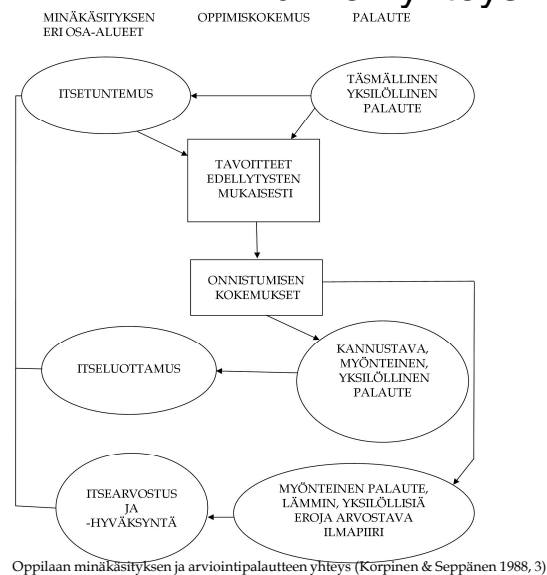 MINÄKÄSITYKSEN
ERI OSA-ALUEET
OPPIMISKOKEMUS
PALAUTE
ITSETUNTEMUS
TÄSMÄLLINEN
YKSILÖLLINEN
PALAUTE
TAVOITTEET
EDELLYTYSTEN
MUKAISESTI
ONNISTUMISEN
KOKEMUKSET
ITSELUOTTAMUS
KANNUSTAVA,
MYÖNTEINEN,
YKSILÖLLINEN
PALAUTE
ITSEARVOSTUS
JA
-HYVÄKSYNTÄ
MYÖNTEINEN PALAUTE,
LÄMMIN, YKSILÖLLISIÄ
EROJA ARVOSTAVA
ILMAPIIRI
Oppilaan minäkäsityksen ja arviointipalautteen yhteys (Korpinen & Seppänen 1988, 3)